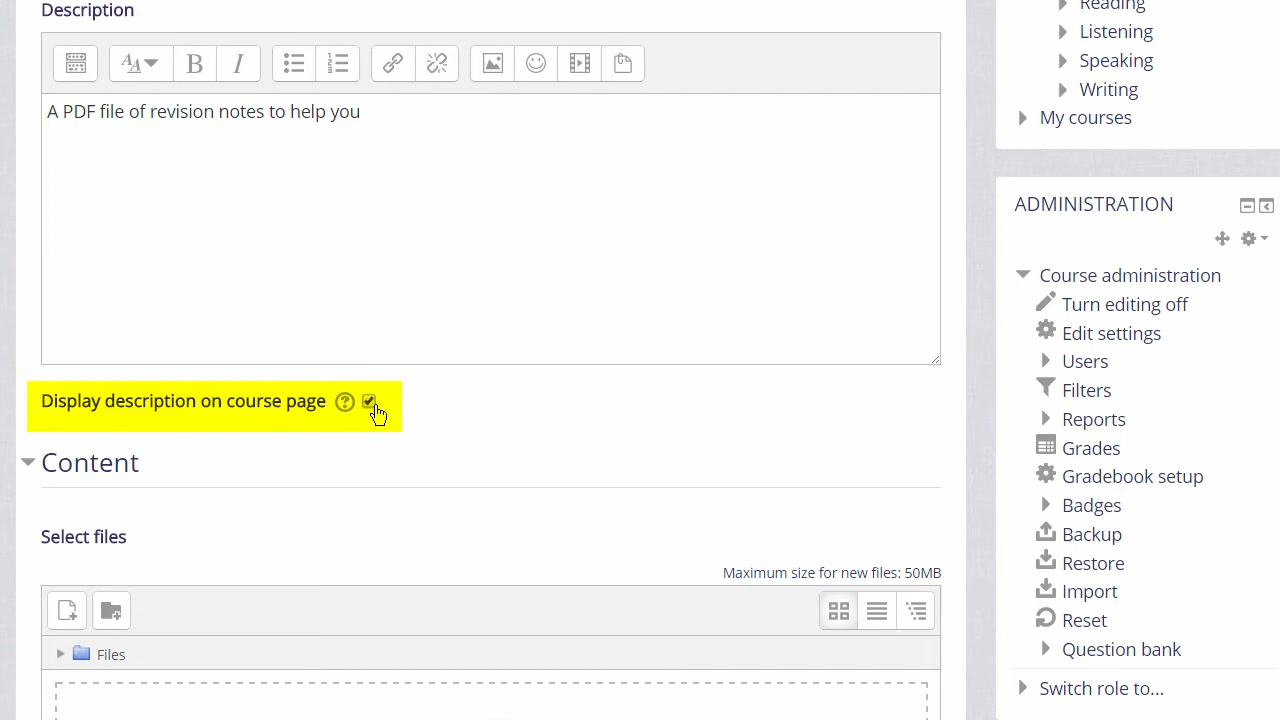 Description
A PDF file of revision notes to help you
Display description on course page
Content
Select files
Maximum size for new files: 50MB
Files
Reading
Listening
Speaking
Writing
My courses
ADMINISTRATION
Course administration
Turn editing off
Edit settings
Users
Filters
Reports
Grades
Gradebook setup
Badges
Backup
Restore
Import
Reset
Question bank
Switch role to...